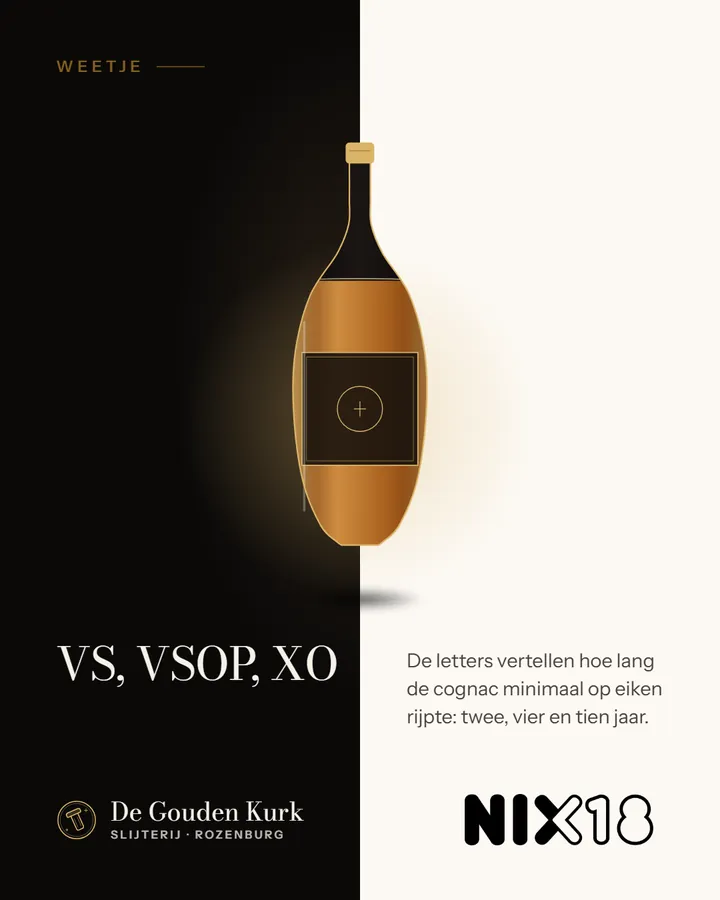 WEETJE
VS, VSOP, XO
De letters vertellen hoe lang
de cognac minimaal op eiken
rijpte: twee, vier en tien jaar.
De Gouden Kurk
SLIJTERIJ · ROZENBURG
NIX18